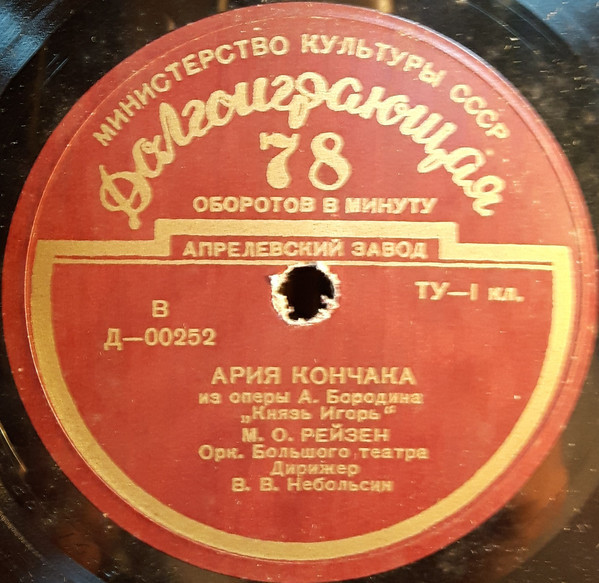 МИНИСТЕРСТВО КУЛЬТУРЫ СССР
Долгоиграющая
78
ОБОРОТОВ В МИНУТУ
АПРЕЛЕВСКИЙ ЗАВОД
В
Д—00252
ТУ—I кл.
АРИЯ КОНЧАКА
из оперы А. Бородина
„Князь Игорь“
М. О. РЕЙЗЕН
Орк. Большого театра
Дирижер
В. В. Небольсин